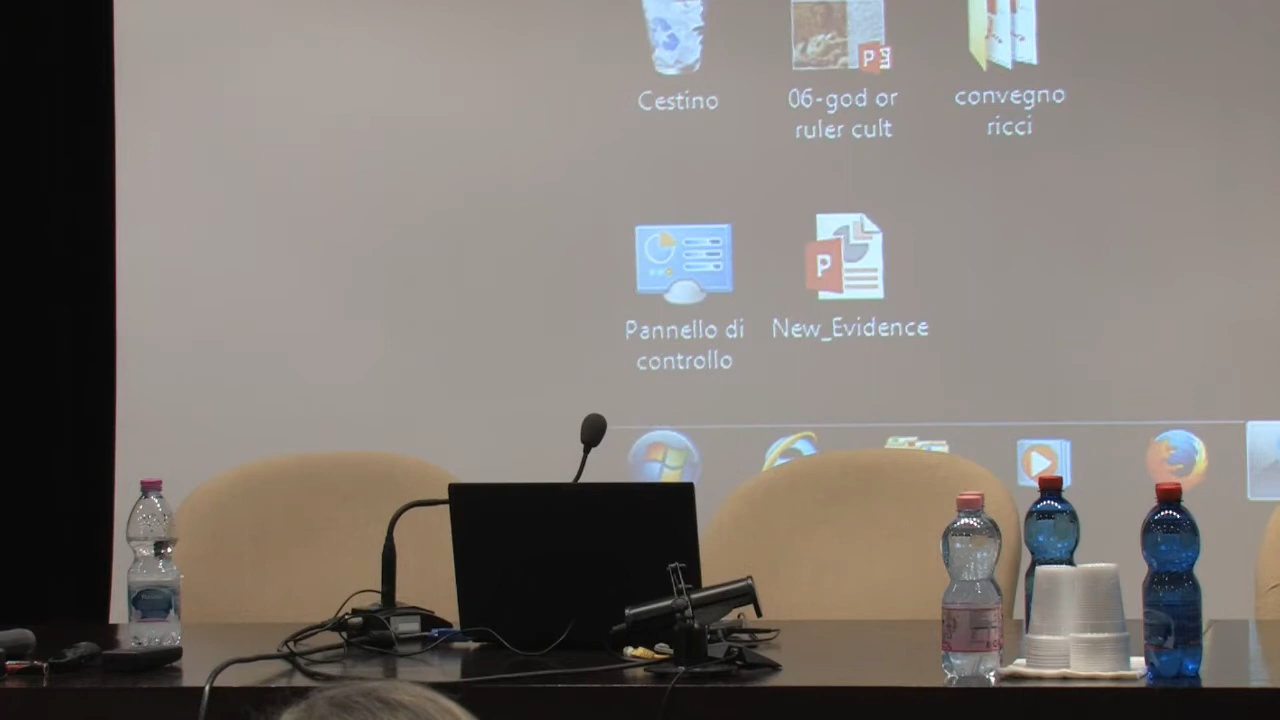 Cestino
06-god or
ruler cult
convegno
ricci
Pannello di
controllo
New_Evidence